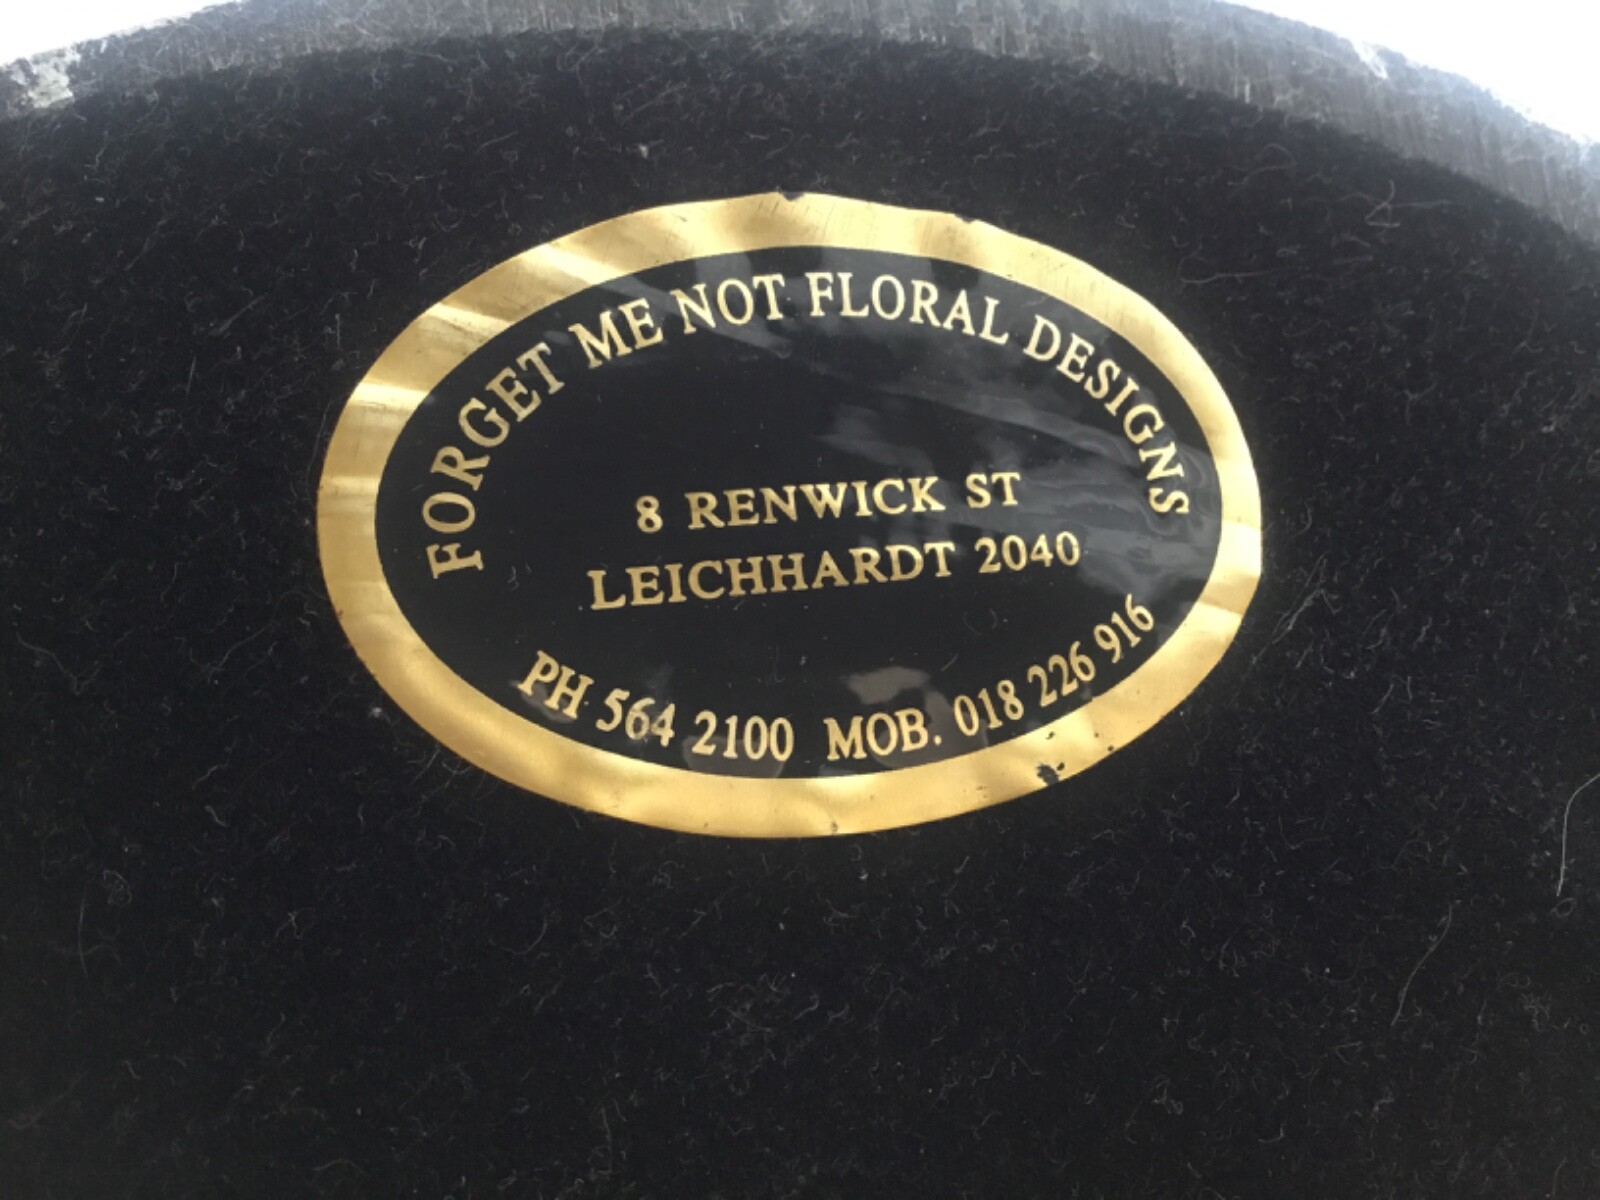 FORGET ME NOT FLORAL DESIGNS
8 RENWICK ST
LEICHHARDT 2040
PH 564 2100 MOB. 018 226 916